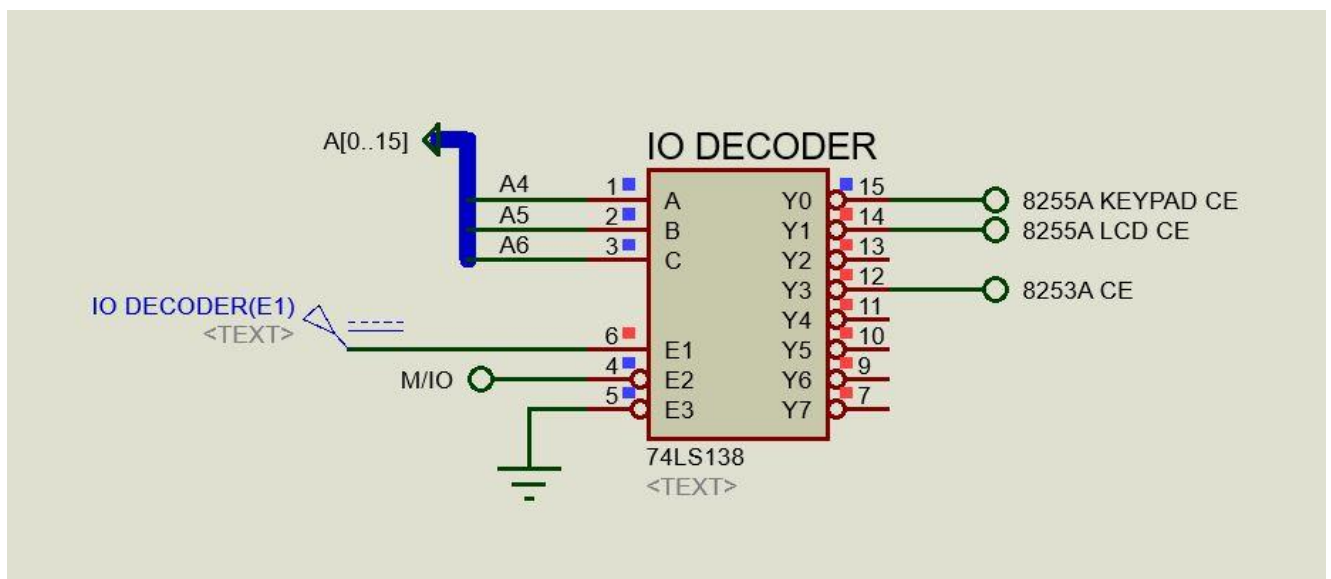 IO DECODER
A[0..15]
A4 1 A Y0 15 8255A KEYPAD CE
A5 2 B Y1 14 8255A LCD CE
A6 3 C Y2 13
Y3 12 8253A CE
IO DECODER(E1)
<TEXT>
Y4 11
6 E1 Y5 10
M/IO 4 E2 Y6 9
5 E3 Y7 7
74LS138
<TEXT>